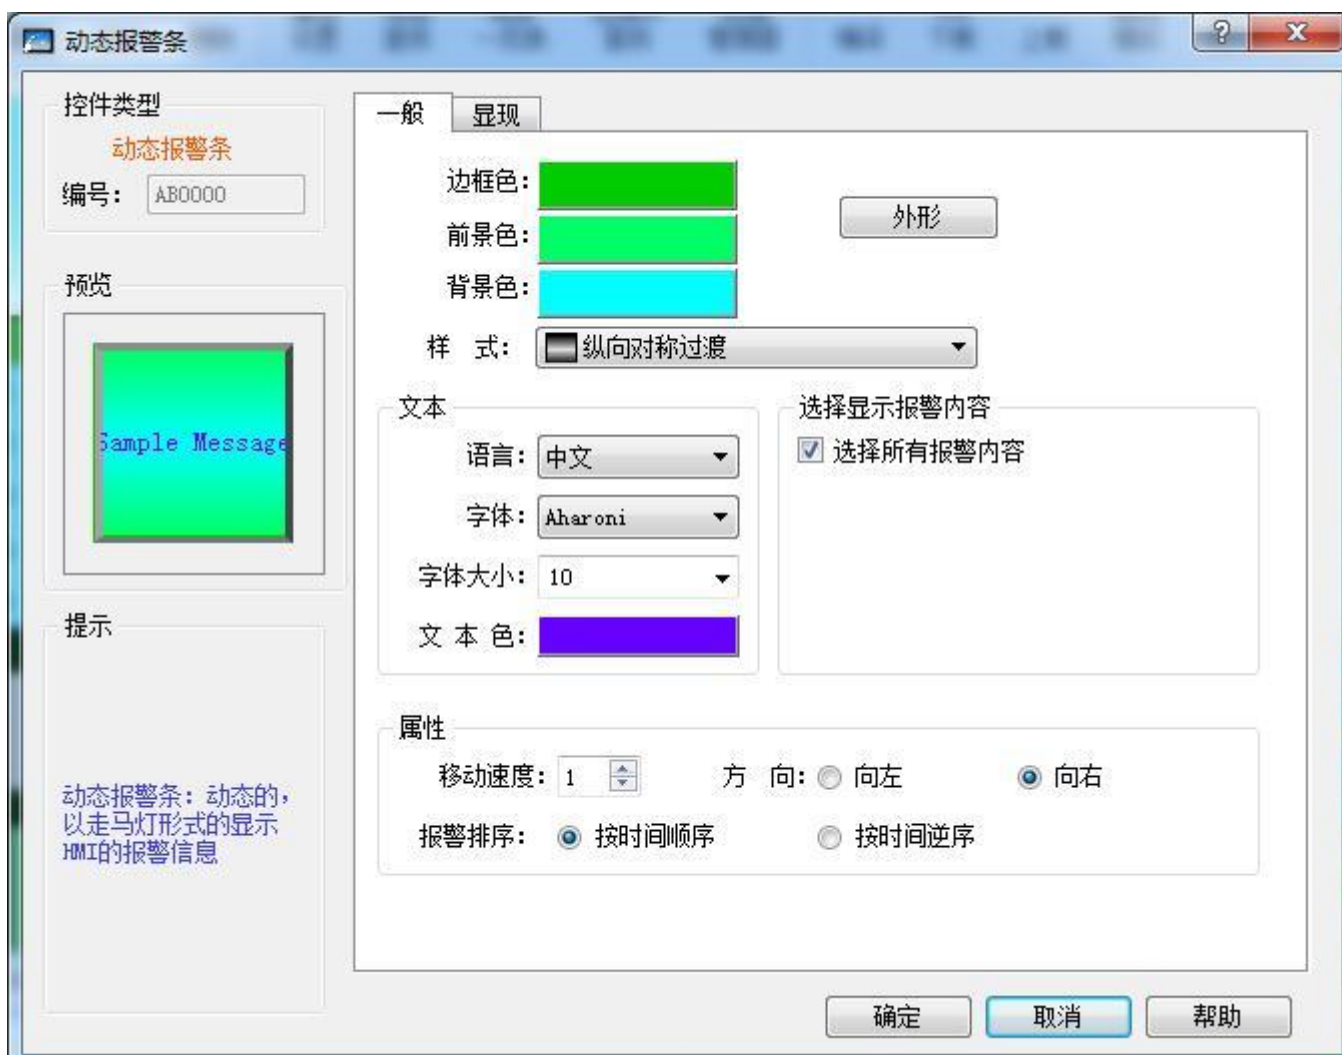 动态报警条
?
X
控件类型
动态报警条
编号： AB0000
预览
Sample Message
提示
动态报警条：动态的，
以走马灯形式的显示
HMI的报警信息
一般 显现
边框色：
前景色：
背景色：
外形
样 式： 纵向对称过渡
文本
语言： 中文
字体： Aharoni
字体大小： 10
文 本 色：
选择显示报警内容
选择所有报警内容
属性
移动速度： 1 方 向： 向左 向右
报警排序： 按时间顺序 按时间逆序
确定 取消 帮助